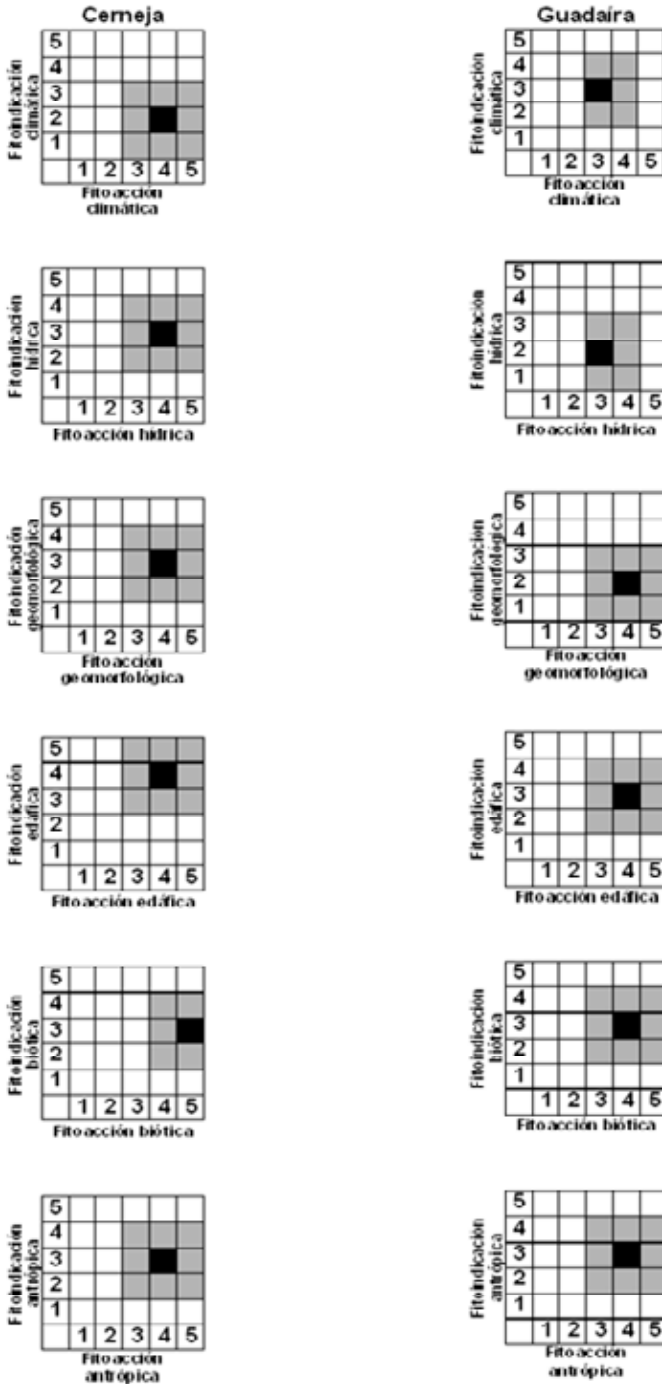 Cerneja
Guadaíra
5
4
3
2
1
1 2 3 4 5
Fitoindicación
climática
Fitoacción
climática
5
4
3
2
1
1 2 3 4 5
Fitoindicación
climática
Fitoacción
climática
5
4
3
2
1
1 2 3 4 5
Fitoindicación
hídrica
Fitoacción hídrica
5
4
3
2
1
1 2 3 4 5
Fitoindicación
hídrica
Fitoacción hídrica
5
4
3
2
1
1 2 3 4 5
Fitoindicación
geomorfológica
Fitoacción
geomorfológica
5
4
3
2
1
1 2 3 4 5
Fitoindicación
geomorfológica
Fitoacción
geomorfológica
5
4
3
2
1
1 2 3 4 5
Fitoindicación
edáfica
Fitoacción edáfica
5
4
3
2
1
1 2 3 4 5
Fitoindicación
edáfica
Fitoacción edáfica
5
4
3
2
1
1 2 3 4 5
Fitoindicación
biótica
Fitoacción biótica
5
4
3
2
1
1 2 3 4 5
Fitoindicación
biótica
Fitoacción biótica
5
4
3
2
1
1 2 3 4 5
Fitoindicación
antrópica
Fitoacción
antrópica
5
4
3
2
1
1 2 3 4 5
Fitoindicación
antrópica
Fitoacción
antrópica